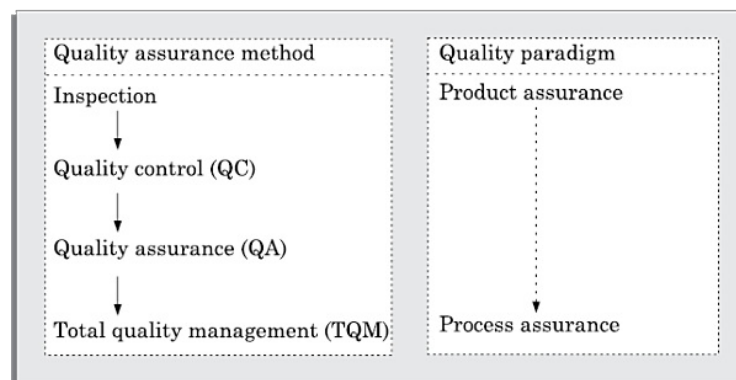 Quality assurance method
Inspection
Quality control (QC)
Quality assurance (QA)
Total quality management (TQM)
Quality paradigm
Product assurance
Process assurance